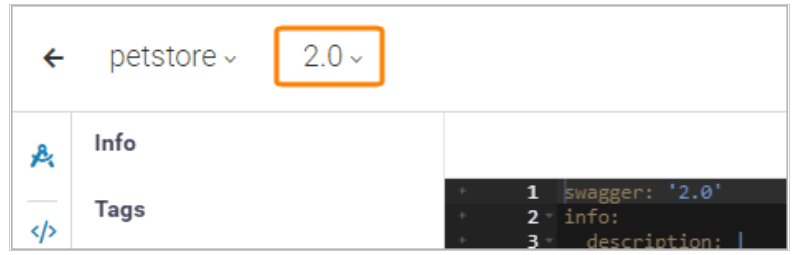 petstore 2.0
Info
Tags
</>
1 swagger: '2.0'
2 info:
3 description: |